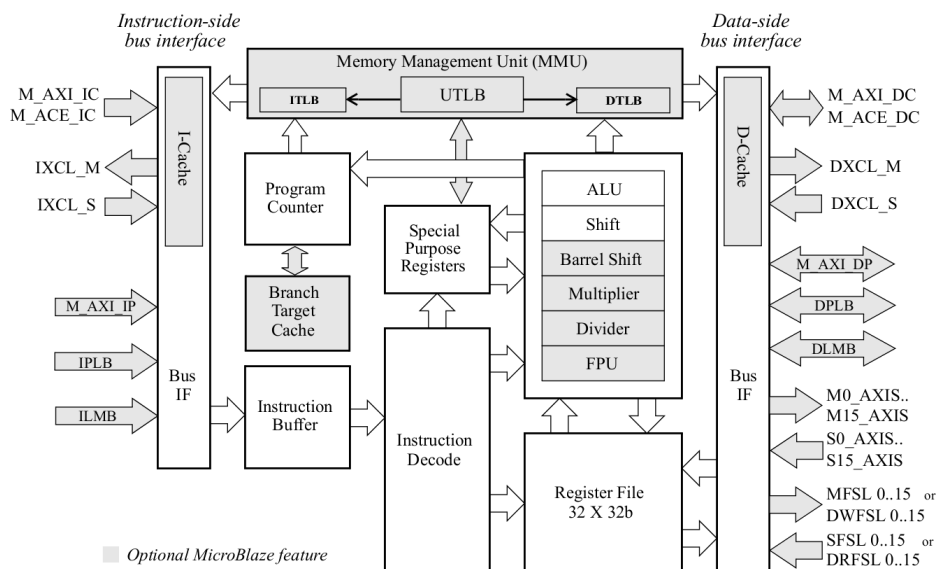 Instruction-side
bus interface
Data-side
bus interface
Memory Management Unit (MMU)
ITLB
UTLB
DTLB
M_AXI_IC
M_ACE_IC
IXCL_M
IXCL_S
I-Cache
M_AXI_IP
IPLB
ILMB
Bus
IF
Program
Counter
Branch
Target
Cache
Instruction
Buffer
Special
Purpose
Registers
Instruction
Decode
ALU
Shift
Barrel Shift
Multiplier
Divider
FPU
Register File
32 X 32b
D-Cache
Bus
IF
M_AXI_DC
M_ACE_DC
DXCL_M
DXCL_S
M_AXI_DP
DPLB
DLMB
M0_AXIS..
M15_AXIS
S0_AXIS..
S15_AXIS
MFSL 0..15 or
DWFSL 0..15
SFSL 0..15 or
DRFSL 0..15
Optional MicroBlaze feature